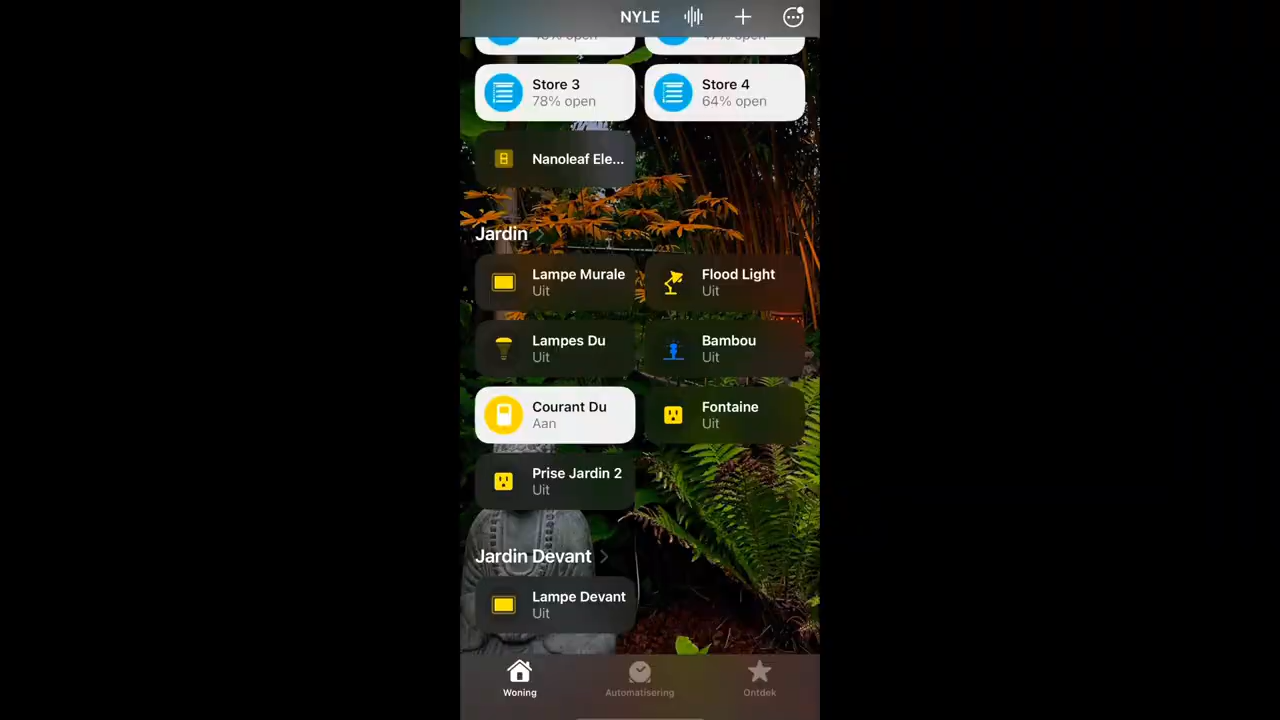 NYLE
Store 3
78% open
Store 4
64% open
Nanoleaf Ele...
Jardin
Lampe Murale
Uit
Flood Light
Uit
Lampes Du
Uit
Bambou
Uit
Courant Du
Aan
Fontaine
Uit
Prise Jardin 2
Uit
Jardin Devant
Lampe Devant
Uit
Woning
Automatisering
Ontdek